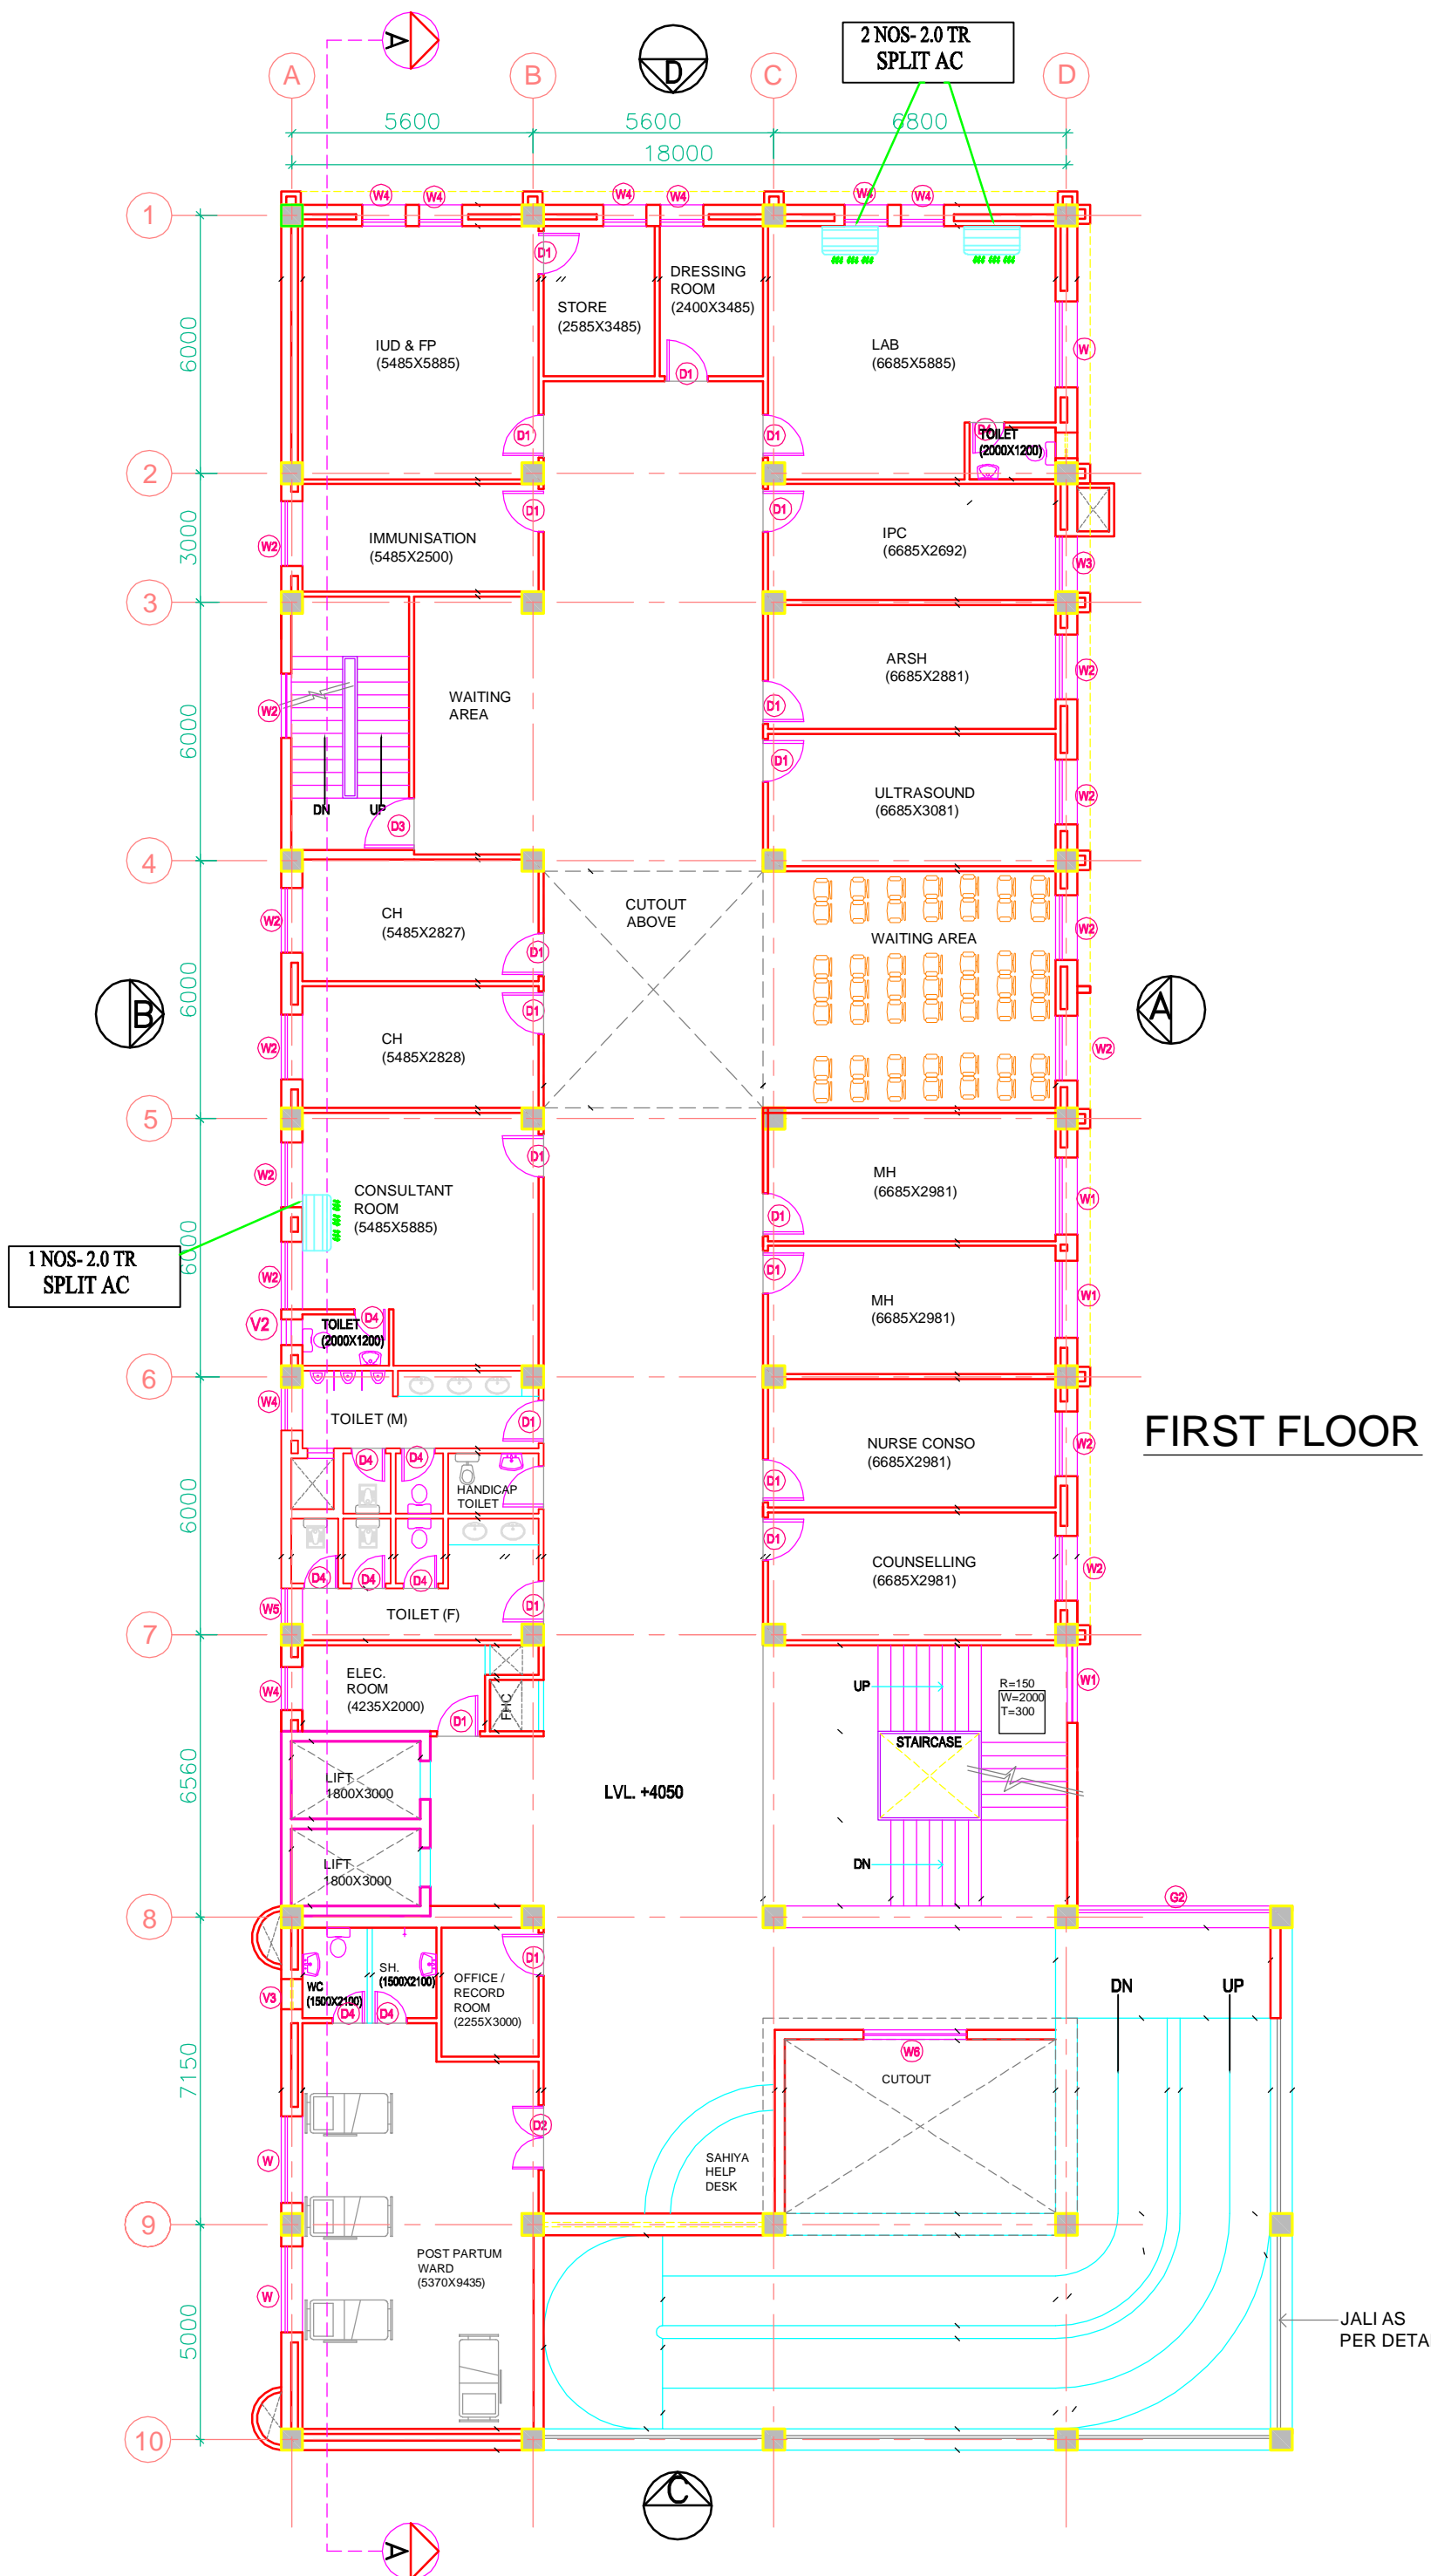 A
2 NOS- 2.0 TR
SPLIT AC
D
A
B
C
D
5600
5600
6800
18000
W4
W4
W4
W4
W4
W4
1
D1
DRESSING
ROOM
(2400X3485)
STORE
(2585X3485)
6000
IUD & FP
(5485X5885)
LAB
(6685X5885)
W
D1
D1
D1
D4
TOILET
(2000X1200)
2
D1
D1
IPC
(6685X2692)
3000
IMMUNISATION
(5485X2500)
W2
W3
3
ARSH
(6685X2881)
W2
WAITING
AREA
W2
D1
6000
D1
ULTRASOUND
(6685X3081)
W2
DN
UP
D3
4
CUTOUT
ABOVE
CH
(5485X2827)
W2
WAITING AREA
W2
D1
6000
B
A
D1
CH
(5485X2828)
W2
W2
5
D1
MH
(6685X2981)
W2
CONSULTANT
ROOM
(5485X5885)
W1
D1
6000
1 NOS- 2.0 TR
SPLIT AC
D1
W2
MH
(6685X2981)
W1
V2
TOILET
(2000X1200)
D4
6
W4
TOILET (M)
D1
FIRST FLOOR
NURSE CONSO
(6685X2981)
W2
D4
D4
HANDICAP
TOILET
D1
6000
D1
COUNSELLING
(6685X2981)
W2
D4
D4
D4
W5
TOILET (F)
D1
7
ELEC.
ROOM
(4235X2000)
W4
FHC
D1
UP
R=150
W=2000
T=300
W1
STAIRCASE
6560
LIFT
1800X3000
LVL. +4050
LIFT
1800X3000
DN
G2
8
D1
SH.
(1500X2100)
WC
(1500X2100)
OFFICE /
RECORD
ROOM
(2255X3000)
V3
D4
D4
DN
UP
W6
CUTOUT
7150
D2
W
SAHIYA
HELP
DESK
9
POST PARTUM
WARD
(5370X9435)
W
5000
JALI AS
PER DETA
10
C
A